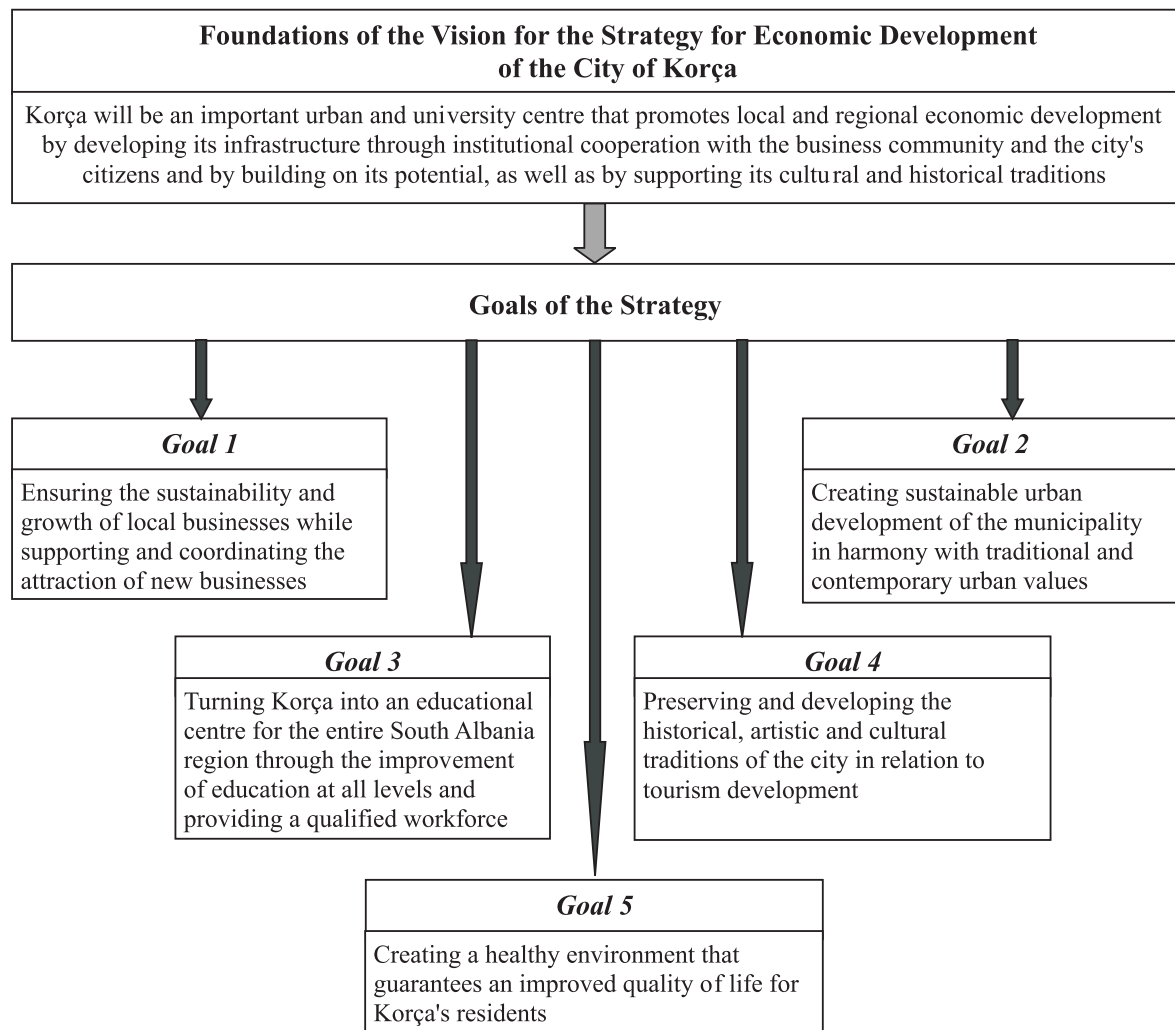 Foundations of the Vision for the Strategy for Economic Development
of the City of Korça
Korça will be an important urban and university centre that promotes local and regional economic development
by developing its infrastructure through institutional cooperation with the business community and the city's
citizens and by building on its potential, as well as by supporting its cultural and historical traditions
Goals of the Strategy
Goal 1
Ensuring the sustainability and
growth of local businesses while
supporting and coordinating the
attraction of new businesses
Goal 2
Creating sustainable urban
development of the municipality
in harmony with traditional and
contemporary urban values
Goal 3
Turning Korça into an educational
centre for the entire South Albania
region through the improvement
of education at all levels and
providing a qualified workforce
Goal 4
Preserving and developing the
historical, artistic and cultural
traditions of the city in relation to
tourism development
Goal 5
Creating a healthy environment that
guarantees an improved quality of life for
Korça's residents